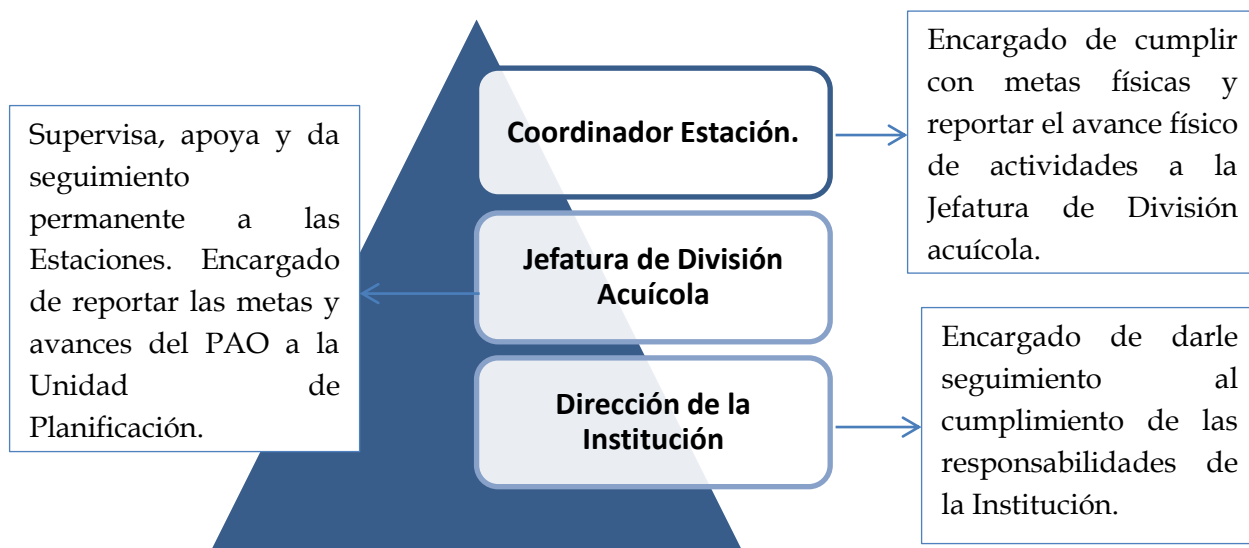 Supervisa, apoya y da
seguimiento
permanente a las
Estaciones. Encargado
de reportar las metas y
avances del PAO a la
Unidad de
Planificación.
Coordinador Estación.
Encargado de cumplir
con metas físicas y
reportar el avance físico
de actividades a la
Jefatura de División
acuícola.
Jefatura de División
Acuícola
Dirección de la
Institución
Encargado de darle
seguimiento al
cumplimiento de las
responsabilidades de
la Institución.